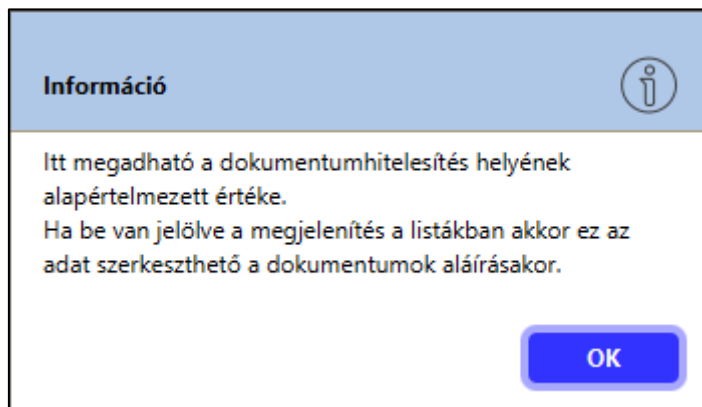 Információ
Itt megadható a dokumentumhitelesítés helyének
alapértelmezett értéke.
Ha be van jelölve a megjelenítés a listákban akkor ez az
adat szerkeszthető a dokumentumok aláírásakor.
OK